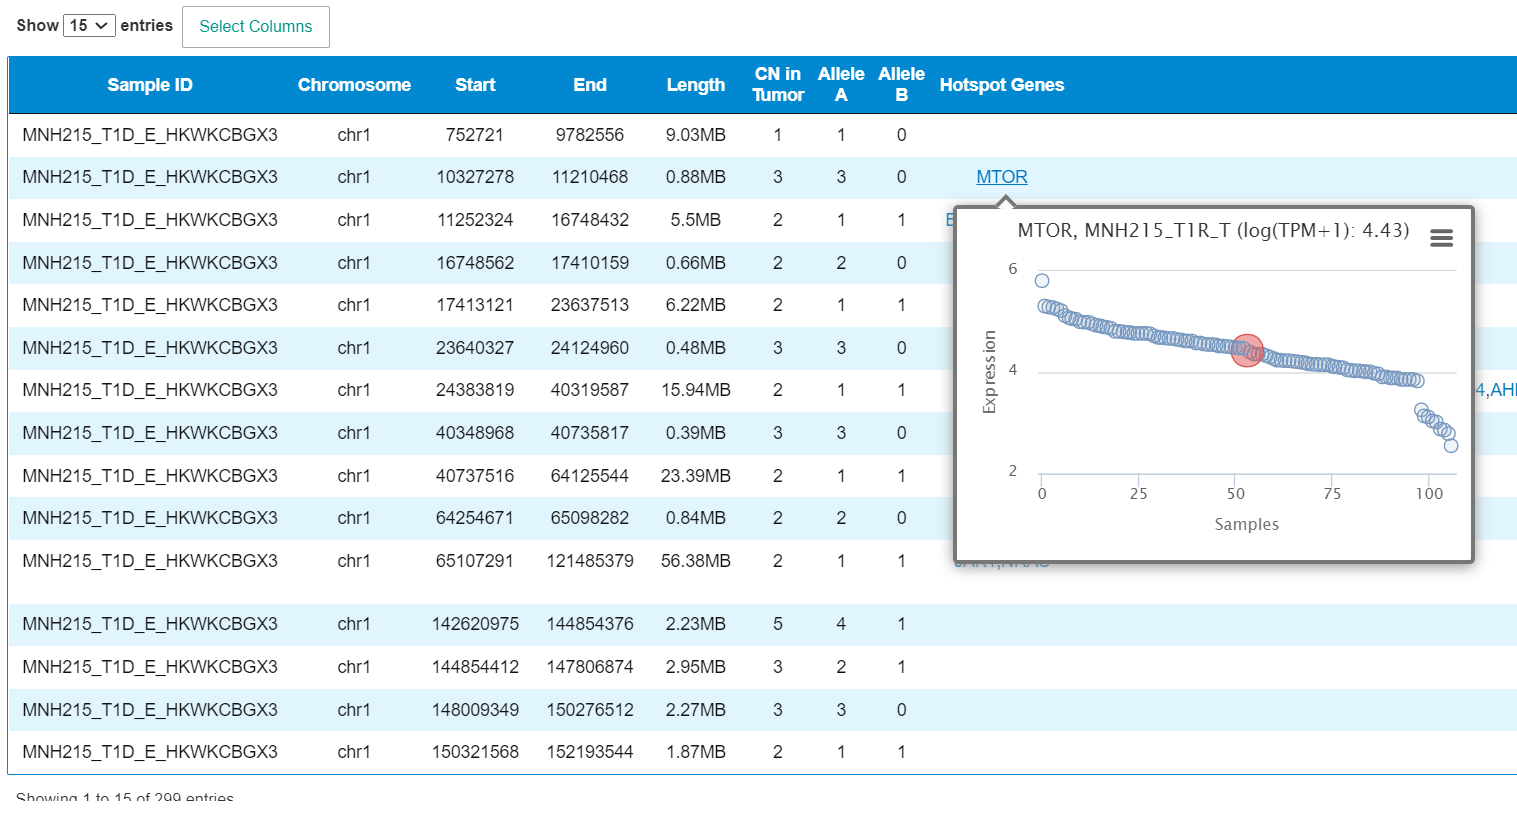 Show 15 entries Select Columns
Sample ID Chromosome Start End Length CN in Tumor Allele A Allele B Hotspot Genes
MNH215_T1D_E_HKWKCBGX3 chr1 752721 9782556 9.03MB 1 1 0
MNH215_T1D_E_HKWKCBGX3 chr1 10327278 11210468 0.88MB 3 3 0 MTOR
MNH215_T1D_E_HKWKCBGX3 chr1 11252324 16748432 5.5MB 2 1 1
MNH215_T1D_E_HKWKCBGX3 chr1 16748562 17410159 0.66MB 2 2 0
MNH215_T1D_E_HKWKCBGX3 chr1 17413121 23637513 6.22MB 2 1 1
MNH215_T1D_E_HKWKCBGX3 chr1 23640327 24124960 0.48MB 3 3 0
MNH215_T1D_E_HKWKCBGX3 chr1 24383819 40319587 15.94MB 2 1 1
MNH215_T1D_E_HKWKCBGX3 chr1 40348968 40735817 0.39MB 3 3 0
MNH215_T1D_E_HKWKCBGX3 chr1 40737516 64125544 23.39MB 2 1 1
MNH215_T1D_E_HKWKCBGX3 chr1 64254671 65098282 0.84MB 2 2 0
MNH215_T1D_E_HKWKCBGX3 chr1 65107291 121485379 56.38MB 2 1 1
MNH215_T1D_E_HKWKCBGX3 chr1 142620975 144854376 2.23MB 5 4 1
MNH215_T1D_E_HKWKCBGX3 chr1 144854412 147806874 2.95MB 3 2 1
MNH215_T1D_E_HKWKCBGX3 chr1 148009349 150276512 2.27MB 3 3 0
MNH215_T1D_E_HKWKCBGX3 chr1 150321568 152193544 1.87MB 2 1 1
Showing 1 to 15 of 299 entries
MTOR, MNH215_T1R_T (log(TPM+1): 4.43)
6
4
2
Expression
0 25 50 75 100
Samples